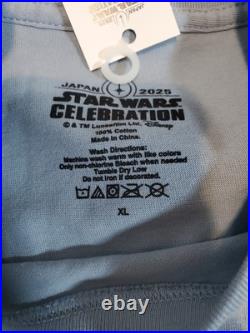 JAPAN 2025
STAR WARS
CELEBRATION
© & TM Lucasfilm Ltd. Disney
100% Cotton
Made in Mexico
Wash Directions:
Machine wash warm with like colors
Only non-chlorine Bleach when needed
Tumble Dry Low
Do not iron if decorated.
XL